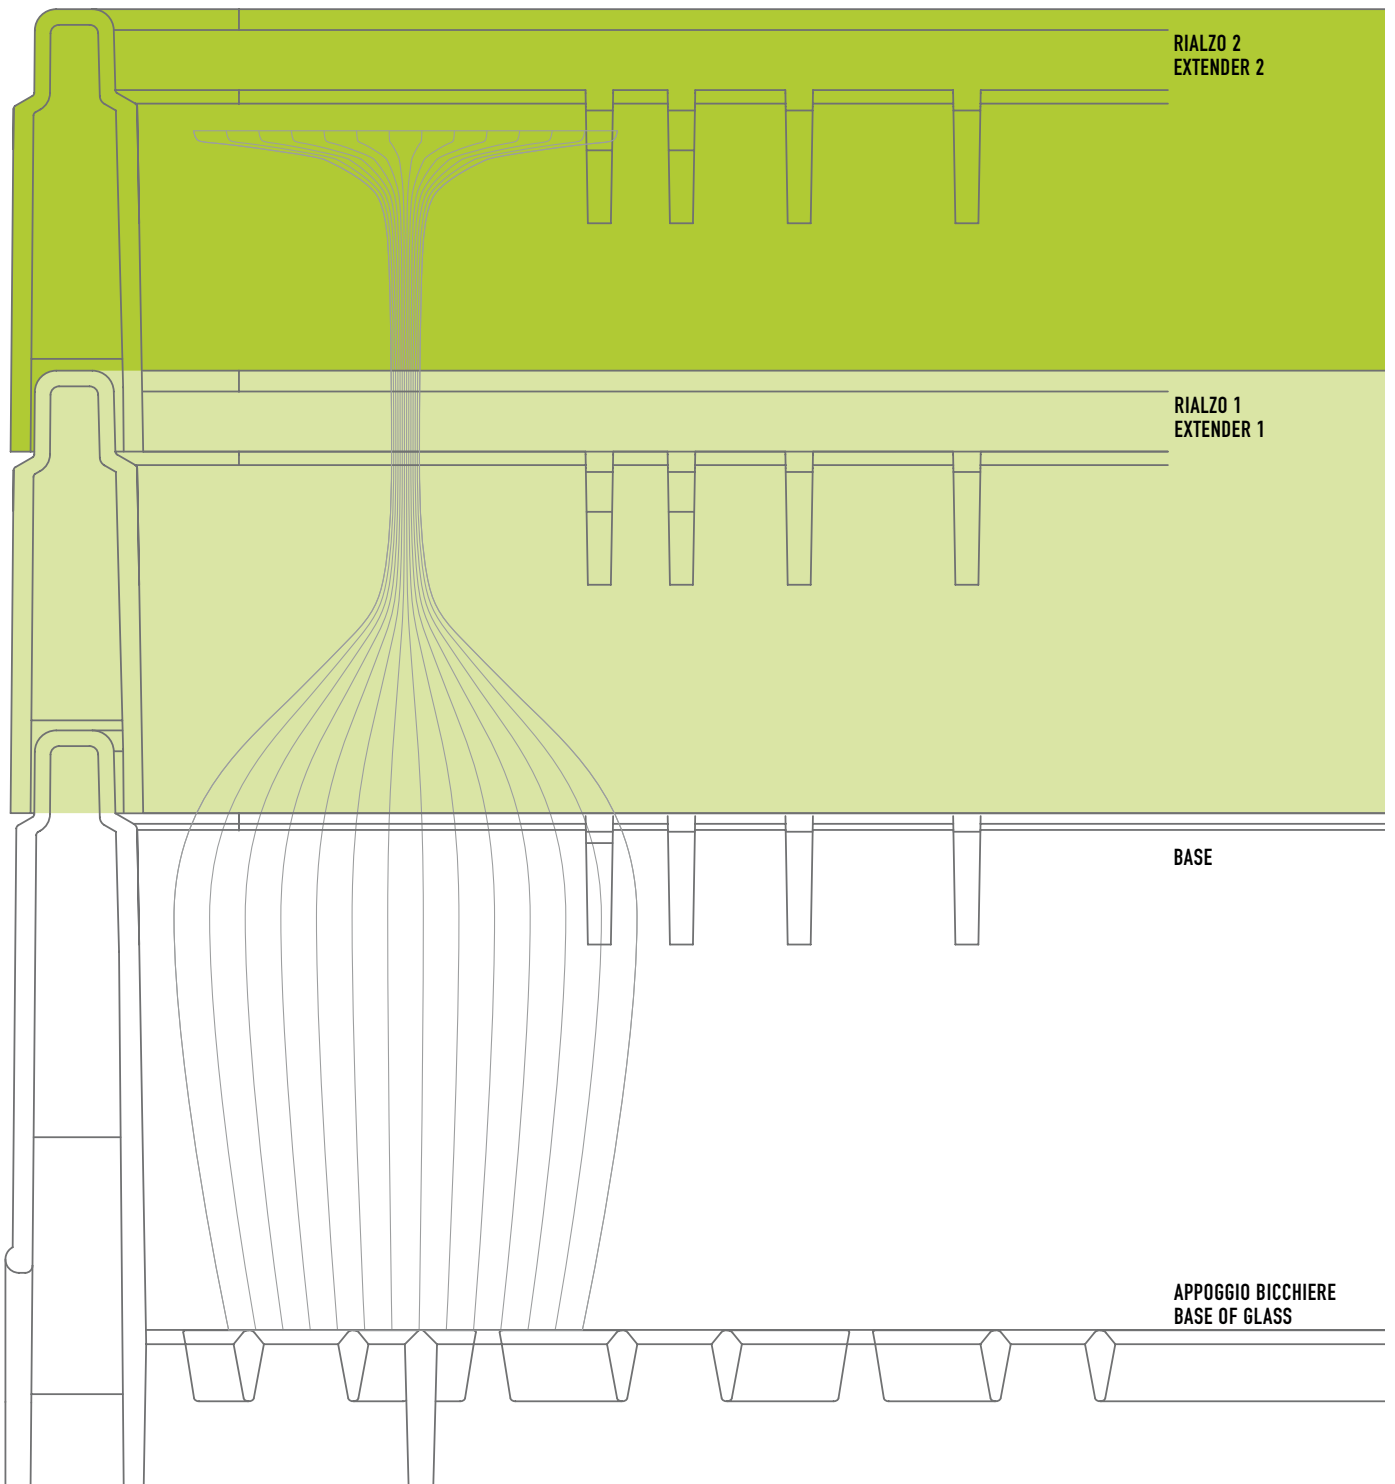 RIALZO 2
EXTENDER 2
RIALZO 1
EXTENDER 1
BASE
APPOGGIO BICCHIERE
BASE OF GLASS